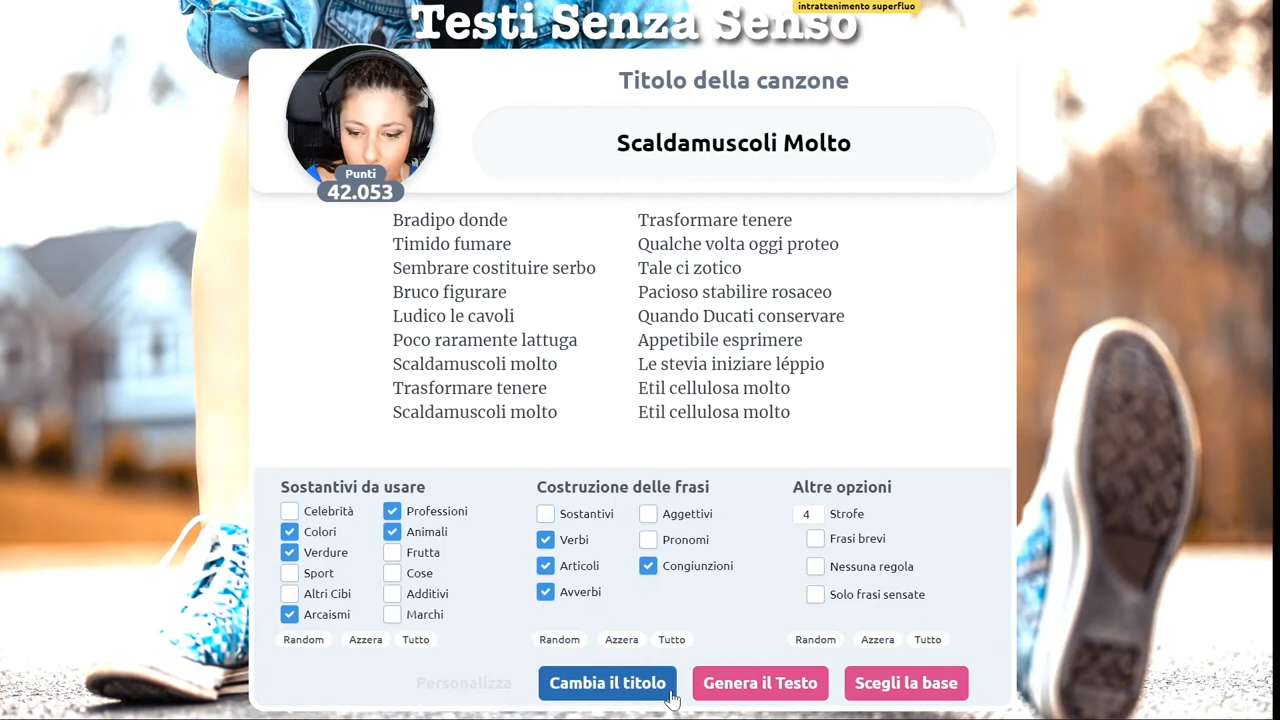 intrattenimento superfluo
Testi Senza Senso
Titolo della canzone
Scaldamuscoli Molto
Punti
42.053
Bradipo donde
Timido fumare
Sembrare costituire serbo
Bruco figurare
Ludico le cavoli
Poco raramente lattuga
Scaldamuscoli molto
Trasformare tenere
Scaldamuscoli molto
Trasformare tenere
Qualche volta oggi proteo
Tale ci zotico
Pacioso stabilire rosaceo
Quando Ducati conservare
Appetibile esprimere
Le stevia iniziare léppio
Etil cellulosa molto
Etil cellulosa molto
Sostantivi da usare
Celebrità Professioni
Colori Animali
Verdure Frutta
Sport Cose
Altri Cibi Additivi
Arcaismi Marchi
Random Azzera Tutto
Costruzione delle frasi
Sostantivi Aggettivi
Verbi Pronomi
Articoli Congiunzioni
Avverbi
Random Azzera Tutto
Altre opzioni
4 Strofe
Frasi brevi
Nessuna regola
Solo frasi sensate
Random Azzera Tutto
Personalizza Cambia il titolo Genera il Testo Scegli la base